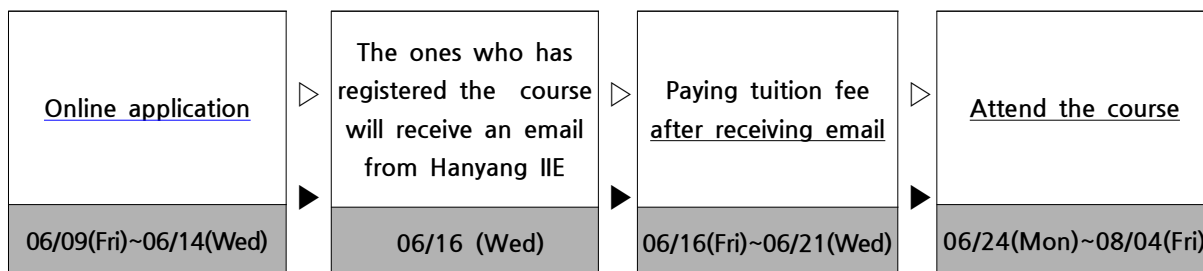 Online application
The ones who has
registered the course
will receive an email
from Hanyang IIE
Paying tuition fee
after receiving email
Attend the course
06/09(Fri)~06/14(Wed)
06/16 (Wed)
06/16(Fri)~06/21(Wed)
06/24(Mon)~08/04(Fri)